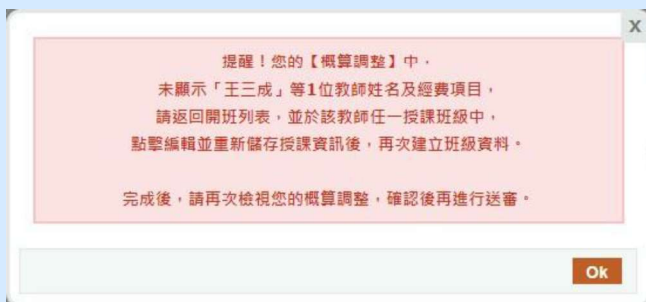 X
提醒！您的【概算調整】中，
未顯示「王三成」等1位教師姓名及經費項目，
請返回開班列表，並於該教師任一授課班級中，
點擊編輯並重新儲存授課資訊後，再次建立班級資料。
完成後，請再次檢視您的概算調整，確認後再進行送審。
Ok